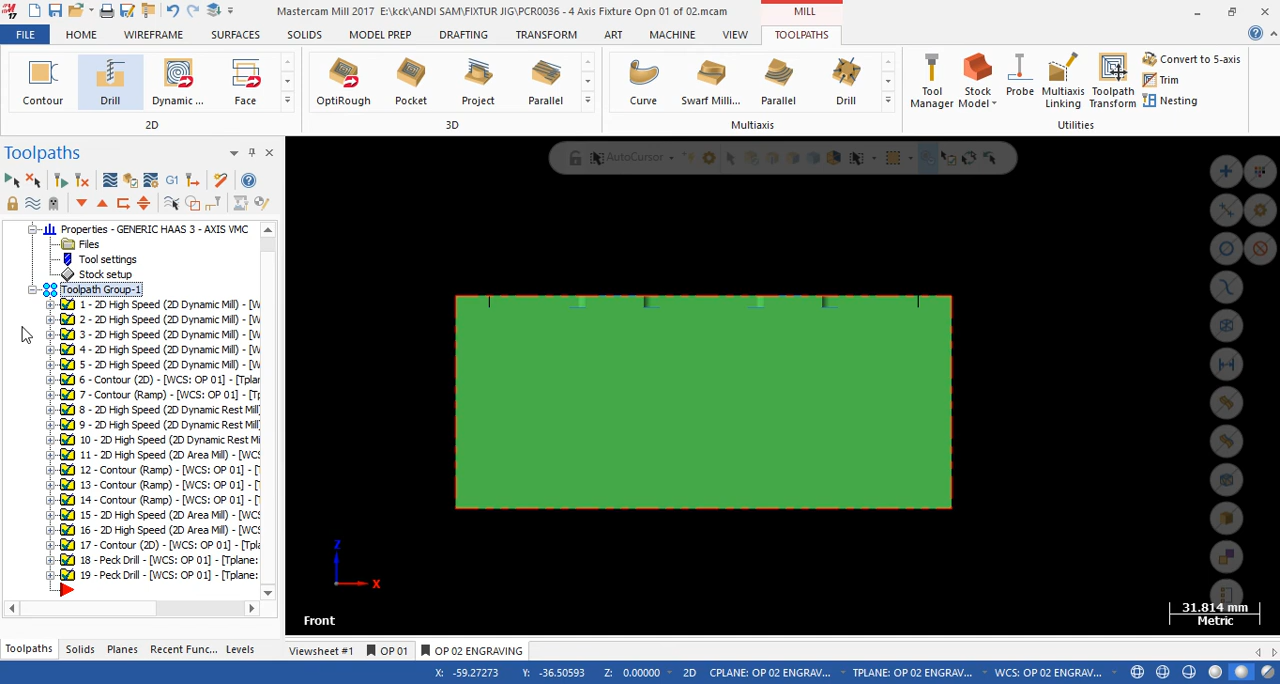 Mastercam Mill 2017 E:\kck\ANDI SAM\FIXTUR JIG\PCR0036 - 4 Axis Fixture Opn 01 of 02.mcam
MILL
FILE HOME WIREFRAME SURFACES SOLIDS MODEL PREP DRAFTING TRANSFORM ART MACHINE VIEW TOOLPATHS
Contour Drill Dynamic ... Face
2D
OptiRough Pocket Project Parallel
3D
Curve Swarf Milli... Parallel Drill
Multiaxis
Tool Manager Stock Model Probe Multiaxis Linking Toolpath Transform
Convert to 5-axis
Trim
Nesting
Utilities
Toolpaths
G1
AutoCursor
Properties - GENERIC HAAS 3 - AXIS VMC
Files
Tool settings
Stock setup
Toolpath Group-1
1 - 2D High Speed (2D Dynamic Mill) - [W
2 - 2D High Speed (2D Dynamic Mill) - [W
3 - 2D High Speed (2D Dynamic Mill) - [W
4 - 2D High Speed (2D Dynamic Mill) - [W
5 - 2D High Speed (2D Dynamic Mill) - [W
6 - Contour (2D) - [WCS: OP 01] - [Tplan
7 - Contour (Ramp) - [WCS: OP 01] - [Tp
8 - 2D High Speed (2D Dynamic Rest Mill)
9 - 2D High Speed (2D Dynamic Rest Mill)
10 - 2D High Speed (2D Dynamic Rest Mi
11 - 2D High Speed (2D Area Mill) - [WCS
12 - Contour (Ramp) - [WCS: OP 01] - [T
13 - Contour (Ramp) - [WCS: OP 01] - [T
14 - Contour (Ramp) - [WCS: OP 01] - [T
15 - 2D High Speed (2D Area Mill) - [WCS
16 - 2D High Speed (2D Area Mill) - [WCS
17 - Contour (2D) - [WCS: OP 01] - [Tpla
18 - Peck Drill - [WCS: OP 01] - [Tplane:
19 - Peck Drill - [WCS: OP 01] - [Tplane:
Z
X
Front
31.814 mm
Metric
Toolpaths Solids Planes Recent Func... Levels
Viewsheet #1 OP 01 OP 02 ENGRAVING
X: -59.27273 Y: -36.50593 Z: 0.00000 2D CPLANE: OP 02 ENGRAV... TPLANE: OP 02 ENGRAV... WCS: OP 02 ENGRAV...